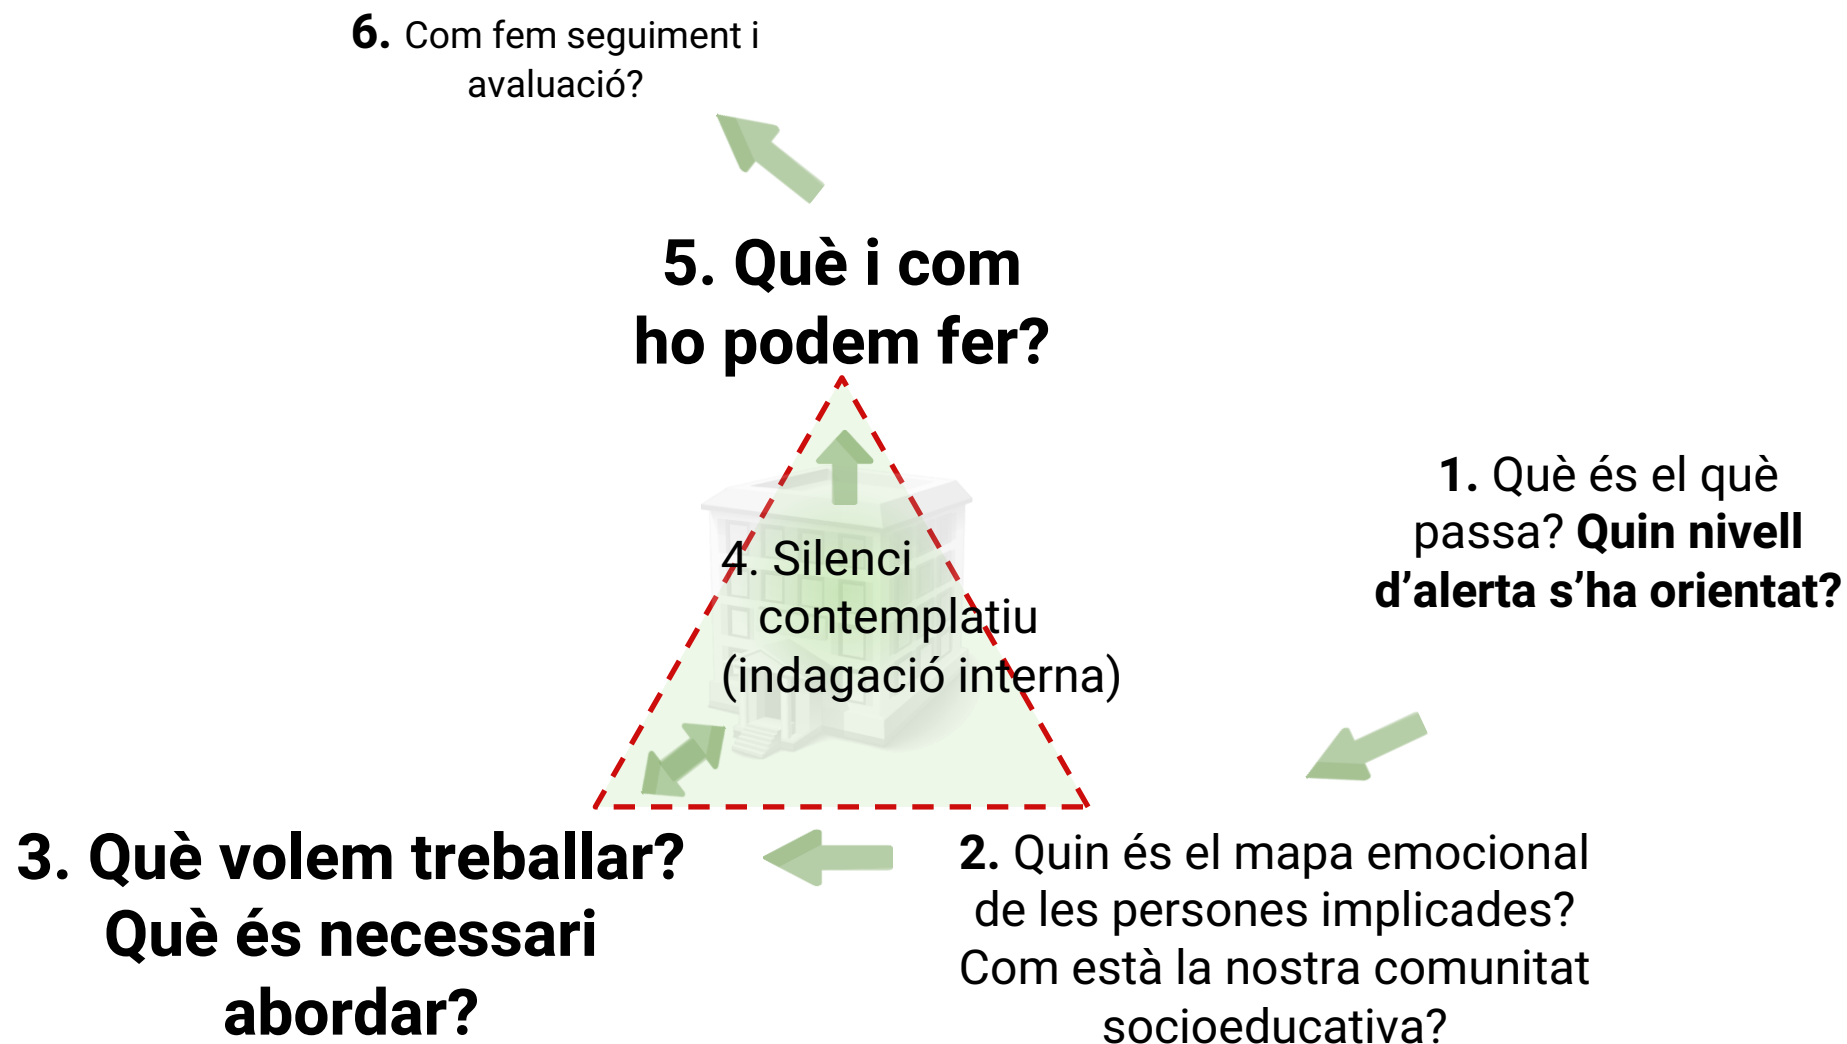 6. Com fem seguiment i
avaluació?
5. Què i com
ho podem fer?
1. Què és el què
passa? Quin nivell
d’alerta s’ha orientat?
4. Silenci
contemplatiu
(indagació interna)
3. Què volem treballar?
Què és necessari
abordar?
2. Quin és el mapa emocional
de les persones implicades?
Com està la nostra comunitat
socioeducativa?